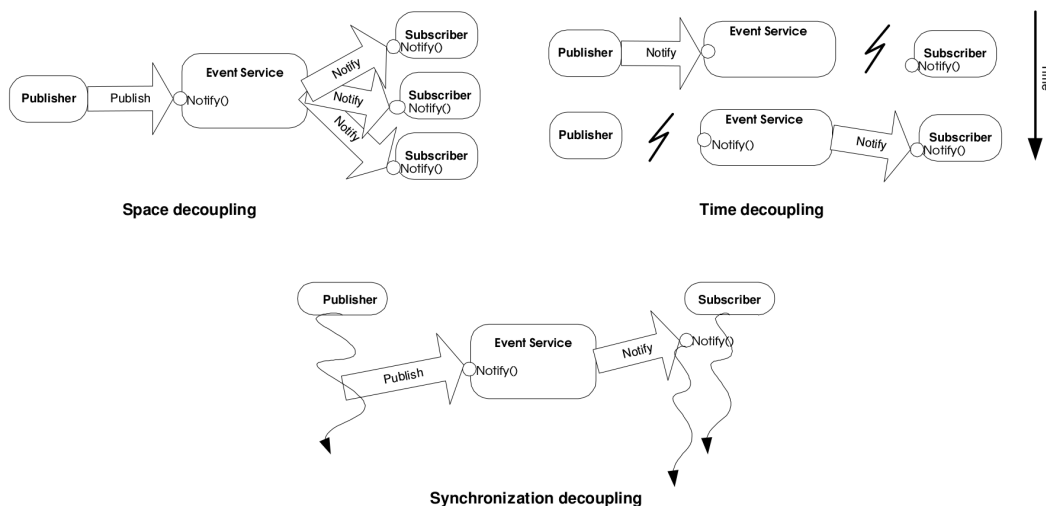 Subscriber
Notify()
Event Service
Notify
Publisher
Publish
Notify()
Notify
Subscriber
Notify()
Notify
Subscriber
Notify()
Space decoupling
Event Service
Publisher
Notify
Subscriber
Notify()
Time
Publisher
Event Service
Notify()
Notify
Subscriber
Notify()
Time decoupling
Publisher
Subscriber
Event Service
Notify
Notify()
Publish
Notify()
Synchronization decoupling